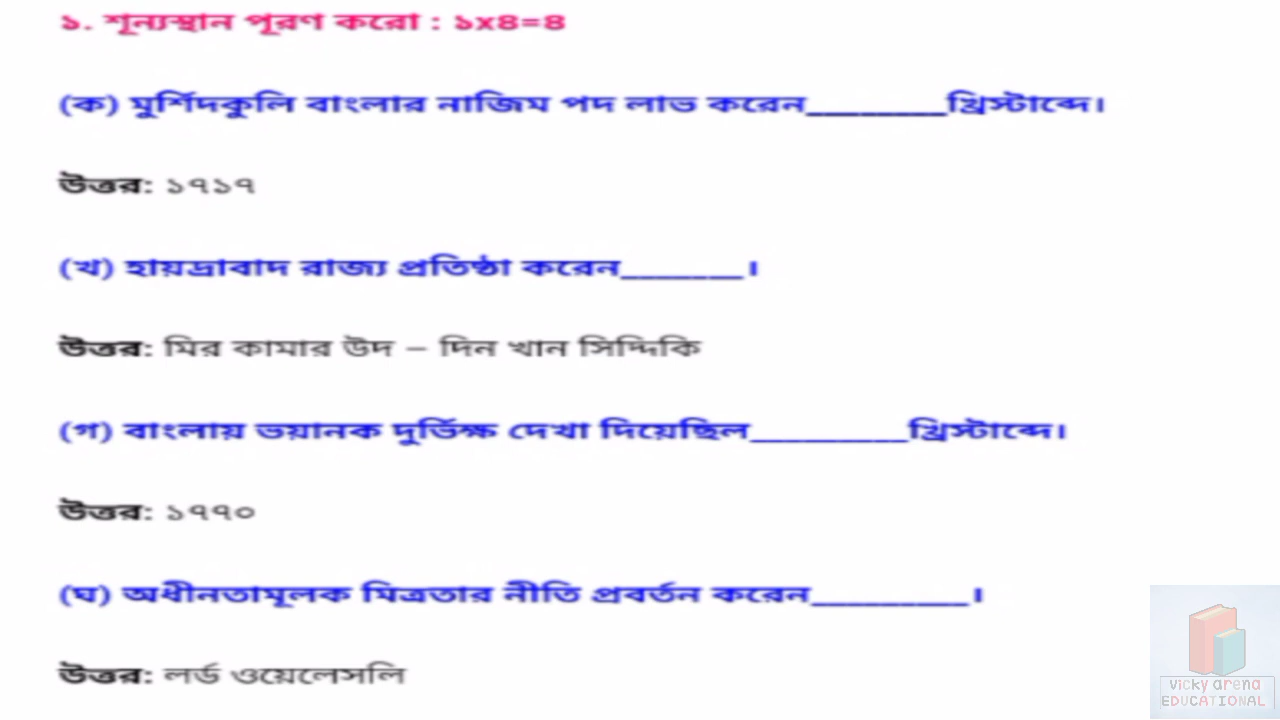 ১. শূন্যস্থান পূরণ করো : ১x৪=৪
(ক) মুর্শিদকুলি বাংলার নাজিম পদ লাভ করেন________খ্রিস্টাব্দে।
উত্তর: ১৭১৭
(খ) হায়দ্রাবাদ রাজ্য প্রতিষ্ঠা করেন_______।
উত্তর: মির কামার উদ – দিন খান সিদ্দিকি
(গ) বাংলায় ভয়ানক দুর্ভিক্ষ দেখা দিয়েছিল_________খ্রিস্টাব্দে।
উত্তর: ১৭৭০
(ঘ) অধীনতামূলক মিত্রতার নীতি প্রবর্তন করেন_________।
উত্তর: লর্ড ওয়েলেসলি
Vicky arena
EDUCATIONAL